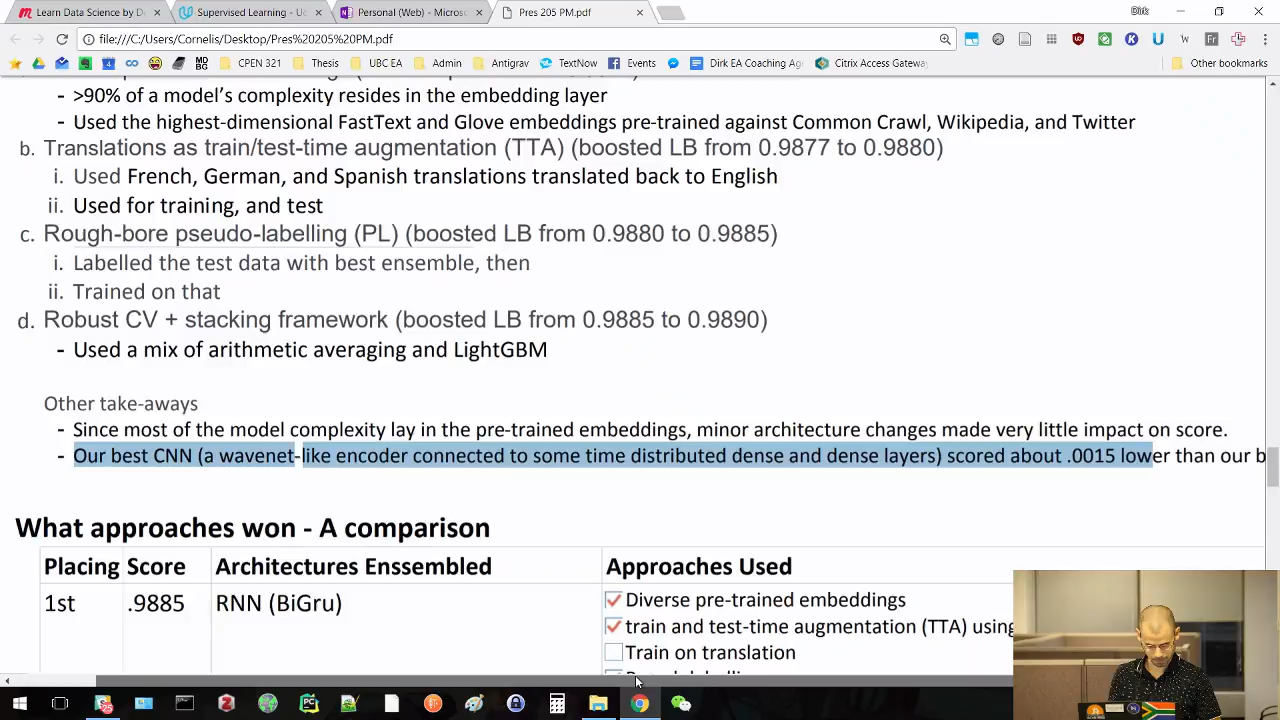 Learn Data Science by D
Supervised Learning - U
Personal (Web) - Micros
Pres 205 PM.pdf
Dirk
file:///C:/Users/Cornelis/Desktop/Pres%20205%20PM.pdf
CPEN 321
Thesis
UBC EA
Admin
Antigrav
TextNow
Events
Dirk EA Coaching Ag
Citrix Access Gatew
Other bookmarks
- >90% of a model's complexity resides in the embedding layer
- Used the highest-dimensional FastText and Glove embeddings pre-trained against Common Crawl, Wikipedia, and Twitter
b. Translations as train/test-time augmentation (TTA) (boosted LB from 0.9877 to 0.9880)
i. Used French, German, and Spanish translations translated back to English
ii. Used for training, and test
c. Rough-bore pseudo-labelling (PL) (boosted LB from 0.9880 to 0.9885)
i. Labelled the test data with best ensemble, then
ii. Trained on that
d. Robust CV + stacking framework (boosted LB from 0.9885 to 0.9890)
- Used a mix of arithmetic averaging and LightGBM
Other take-aways
- Since most of the model complexity lay in the pre-trained embeddings, minor architecture changes made very little impact on score.
- Our best CNN (a wavenet-like encoder connected to some time distributed dense and dense layers) scored about .0015 lower than our b
What approaches won - A comparison
Placing Score Architectures Enssembled Approaches Used
1st .9885 RNN (BiGru) Diverse pre-trained embeddings
train and test-time augmentation (TTA) using
Train on translation